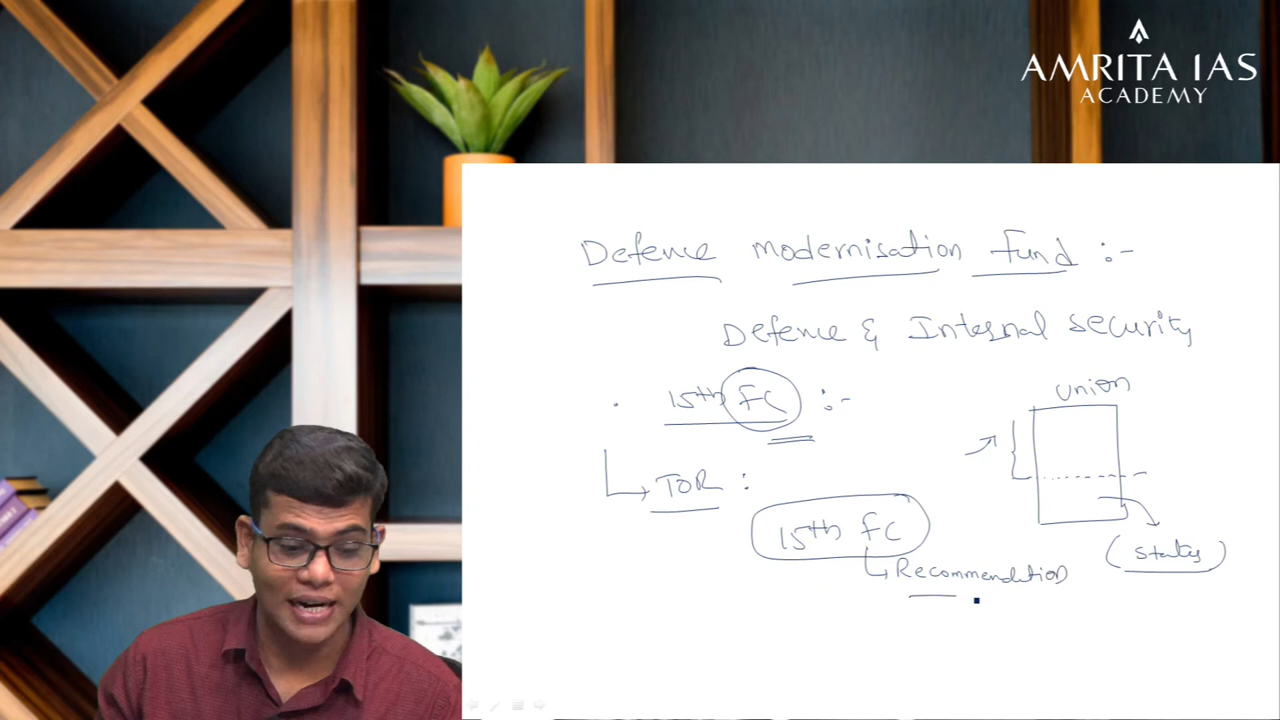 AMRITA IAS
ACADEMY
Defence modernisation fund :-
Defence & Internal security
. 15th FC :-
Union
TOR :
15th FC
(States)
Recommendation